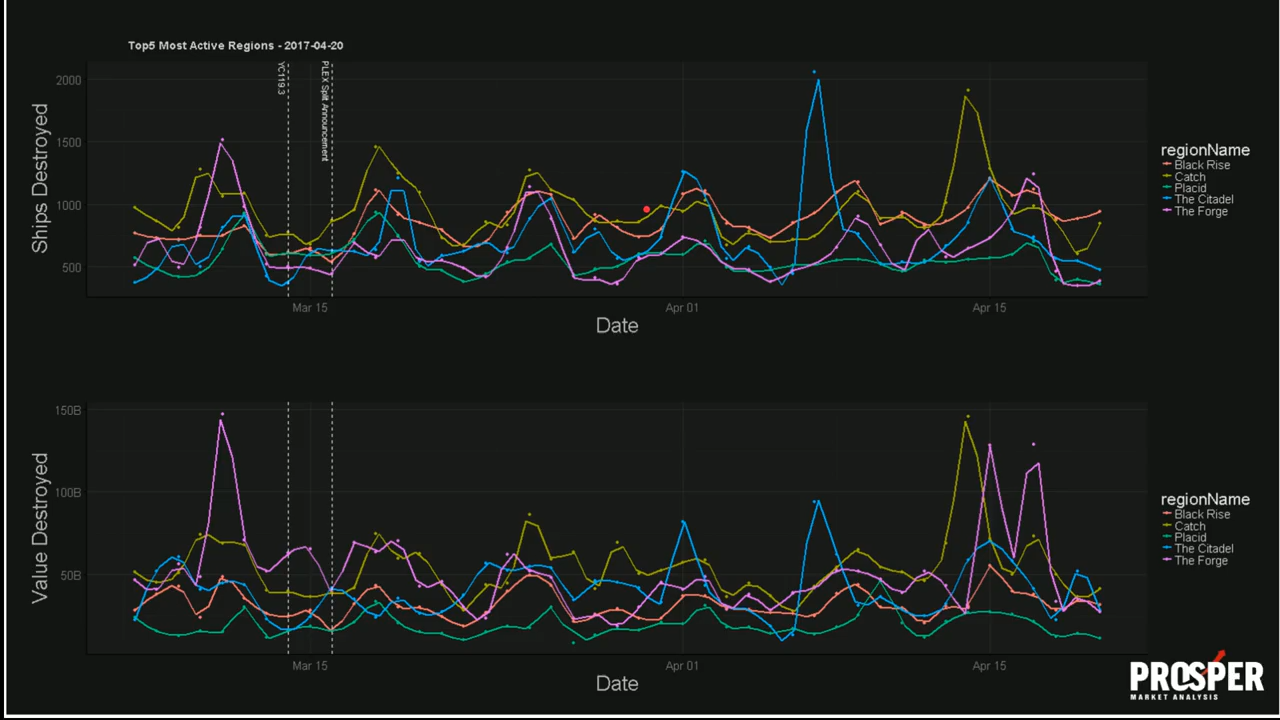 Top5 Most Active Regions - 2017-04-20
YC119.3
PLEX Split Announcement
Ships Destroyed
2000
1500
1000
500
Mar 15
Apr 01
Apr 15
Date
regionName
Black Rise
Catch
Placid
The Citadel
The Forge
Value Destroyed
150B
100B
50B
Mar 15
Apr 01
Apr 15
Date
regionName
Black Rise
Catch
Placid
The Citadel
The Forge
PROSPER
MARKET ANALYSIS